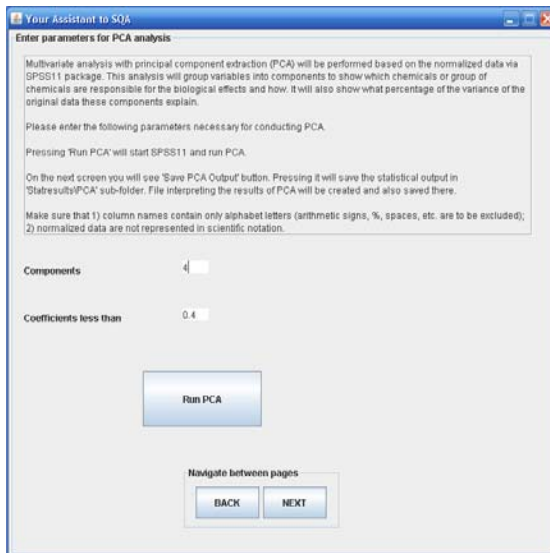 Your Assistant to SQA
Enter parameters for PCA analysis
Multivariate analysis with principal component extraction (PCA) will be performed based on the normalized data via
SPSS11 package. This analysis will group variables into components to show which chemicals or group of
chemicals are responsible for the biological effects and how. It will also show what percentage of the variance of the
original data these components explain.
Please enter the following parameters necessary for conducting PCA.
Pressing 'Run PCA' will start SPSS11 and run PCA.
On the next screen you will see 'Save PCA Output' button. Pressing it will save the statistical output in
'Statresults\PCA' sub-folder. File interpreting the results of PCA will be created and also saved there.
Make sure that 1) column names contain only alphabet letters (arithmetic signs, %, spaces, etc. are to be excluded);
2) normalized data are not represented in scientific notation.
Components 4
Coefficients less than 0.4
Run PCA
Navigate between pages
BACK NEXT